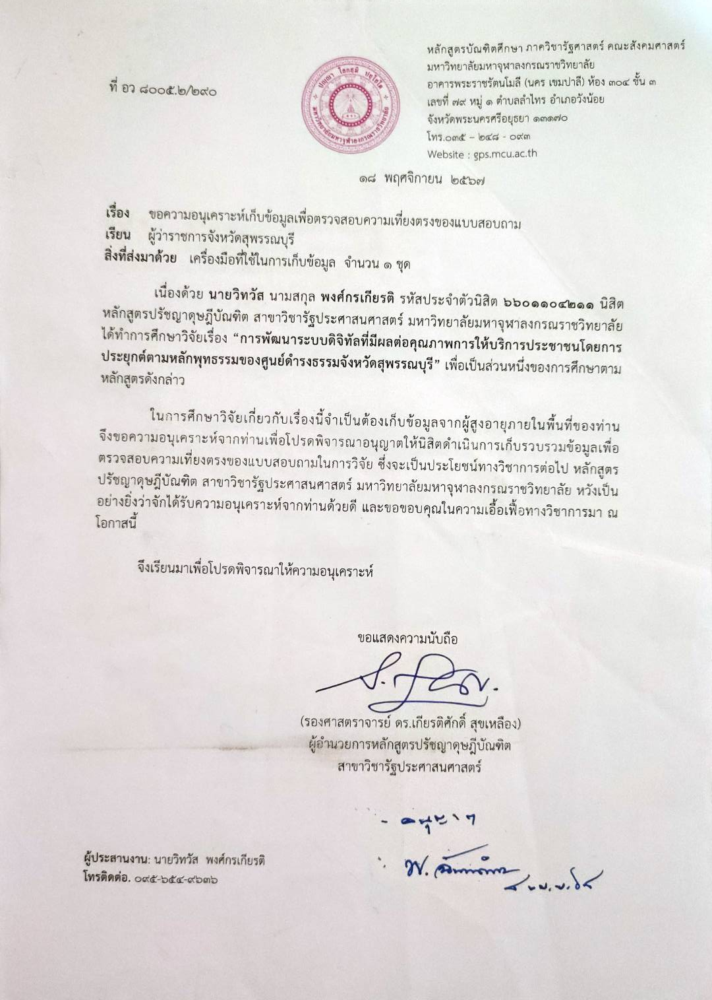 ที่ อว ๘๐๐๕.๒/๒๙๐
ปญฺญา โลกสฺมิ ปชฺโชโต
มหาวิทยาลัยมหาจุฬาลงกรณราชวิทยาลัย
หลักสูตรบัณฑิตศึกษา ภาควิชารัฐศาสตร์ คณะสังคมศาสตร์
มหาวิทยาลัยมหาจุฬาลงกรณราชวิทยาลัย
อาคารพระราชรัตนโมลี (นคร เขมปาลี) ห้อง ๓๐๔ ชั้น ๓
เลขที่ ๗๙ หมู่ ๑ ตำบลลำไทร อำเภอวังน้อย
จังหวัดพระนครศรีอยุธยา ๑๓๑๗๐
โทร.๐๓๕ – ๒๔๘ - ๐๙๓
Website : gps.mcu.ac.th
๑๘ พฤศจิกายน ๒๕๖๗
เรื่อง ขอความอนุเคราะห์เก็บข้อมูลเพื่อตรวจสอบความเที่ยงตรงของแบบสอบถาม
เรียน ผู้ว่าราชการจังหวัดสุพรรณบุรี
สิ่งที่ส่งมาด้วย เครื่องมือที่ใช้ในการเก็บข้อมูล จำนวน ๑ ชุด
เนื่องด้วย นายวิทวัส นามสกุล พงศ์กรเกียรติ รหัสประจำตัวนิสิต ๖๖๐๑๑๐๔๒๑๑ นิสิต
หลักสูตรปรัชญาดุษฎีบัณฑิต สาขาวิชารัฐประศาสนศาสตร์ มหาวิทยาลัยมหาจุฬาลงกรณราชวิทยาลัย
ได้ทำการศึกษาวิจัยเรื่อง “การพัฒนาระบบดิจิทัลที่มีผลต่อคุณภาพการให้บริการประชาชนโดยการ
ประยุกต์ตามหลักพุทธรรมของศูนย์ดำรงธรรมจังหวัดสุพรรณบุรี” เพื่อเป็นส่วนหนึ่งของการศึกษาตาม
หลักสูตรดังกล่าว
ในการศึกษาวิจัยเกี่ยวกับเรื่องนี้จำเป็นต้องเก็บข้อมูลจากผู้สูงอายุภายในพื้นที่ของท่าน
จึงขอความอนุเคราะห์จากท่านเพื่อโปรดพิจารณาอนุญาตให้นิสิตดำเนินการเก็บรวบรวมข้อมูลเพื่อ
ตรวจสอบความเที่ยงตรงของแบบสอบถามในการวิจัย ซึ่งจะเป็นประโยชน์ทางวิชาการต่อไป หลักสูตร
ปรัชญาดุษฎีบัณฑิต สาขาวิชารัฐประศาสนศาสตร์ มหาวิทยาลัยมหาจุฬาลงกรณราชวิทยาลัย หวังเป็น
อย่างยิ่งว่าจักได้รับความอนุเคราะห์จากท่านด้วยดี และขอขอบคุณในความเอื้อเฟื้อทางวิชาการมา ณ
โอกาสนี้
จึงเรียนมาเพื่อโปรดพิจารณาให้ความอนุเคราะห์
ขอแสดงความนับถือ
(รองศาสตราจารย์ ดร.เกียรติศักดิ์ สุขเหลือง)
ผู้อำนวยการหลักสูตรปรัชญาดุษฎีบัณฑิต
สาขาวิชารัฐประศาสนศาสตร์
ผู้ประสานงาน: นายวิทวัส พงศ์กรเกียรติ
โทรติดต่อ. ๐๙๕-๖๕๔-๙๖๓๖